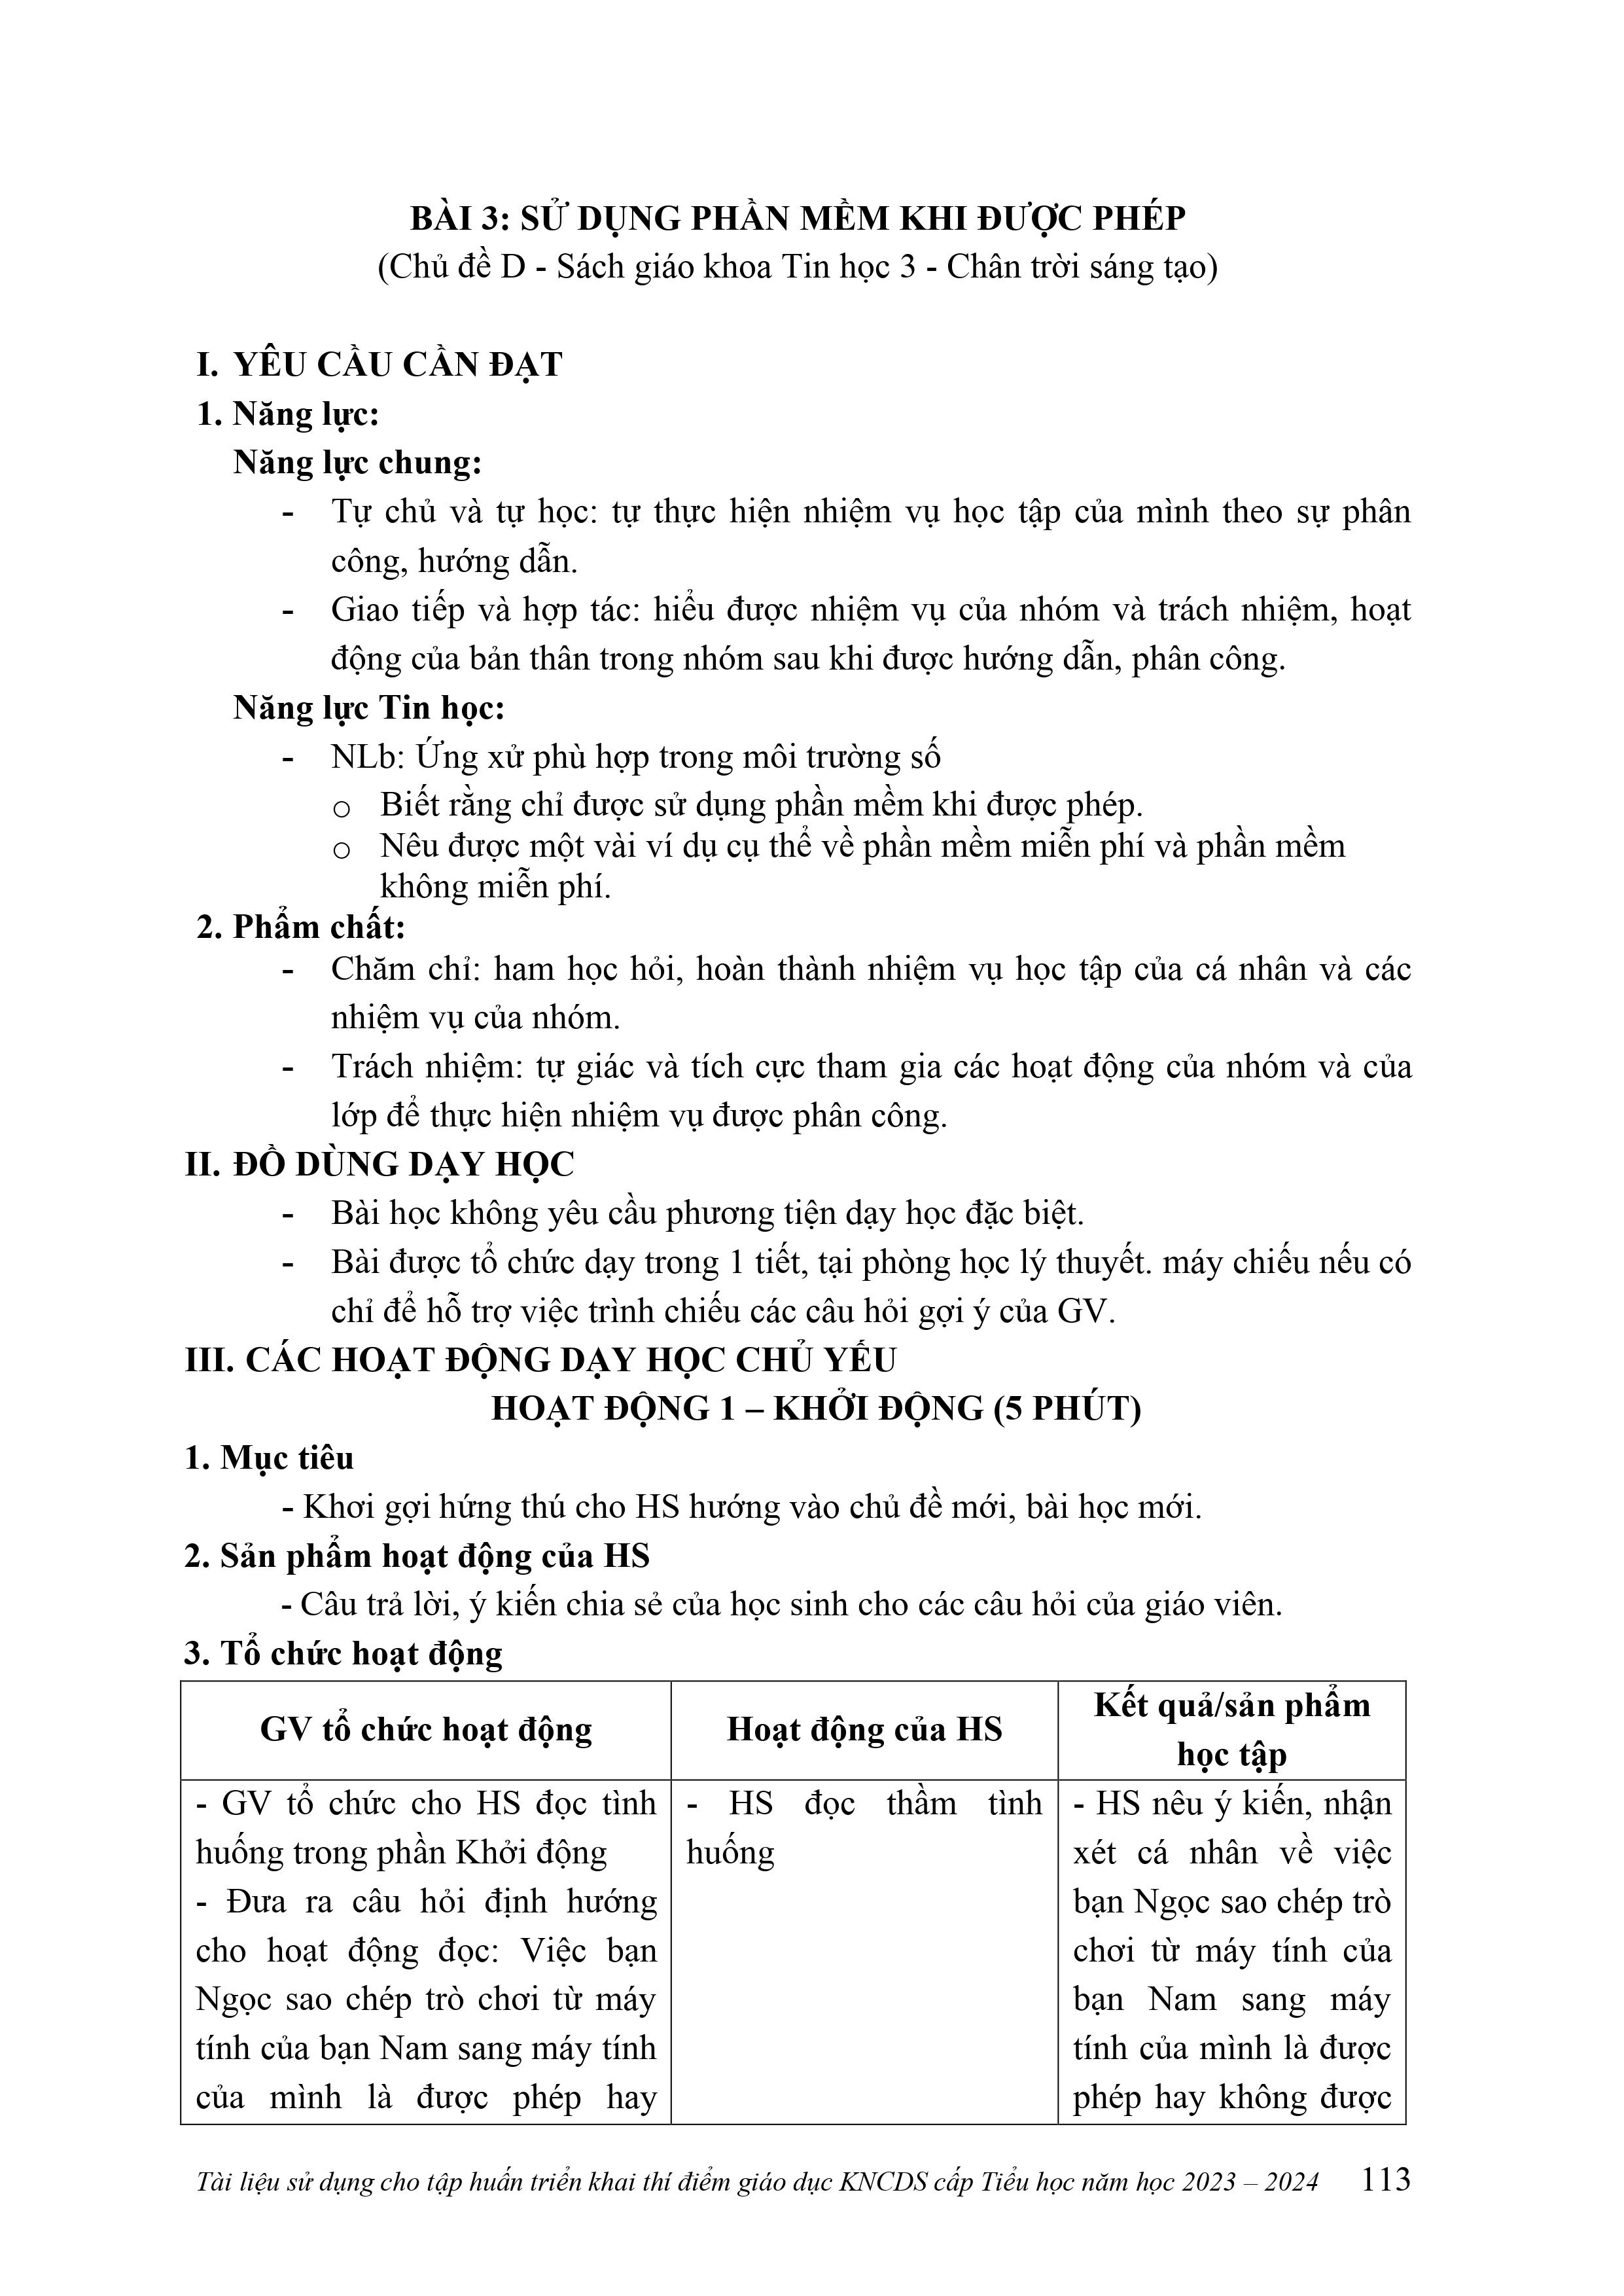 BÀI 3: SỬ DỤNG PHẦN MỀM KHI ĐƯỢC PHÉP
(Chủ đề D - Sách giáo khoa Tin học 3 - Chân trời sáng tạo)
I. YÊU CẦU CẦN ĐẠT
1. Năng lực:
Năng lực chung:
- Tự chủ và tự học: tự thực hiện nhiệm vụ học tập của mình theo sự phân
công, hướng dẫn.
- Giao tiếp và hợp tác: hiểu được nhiệm vụ của nhóm và trách nhiệm, hoạt
động của bản thân trong nhóm sau khi được hướng dẫn, phân công.
Năng lực Tin học:
- NLb: Ứng xử phù hợp trong môi trường số
o Biết rằng chỉ được sử dụng phần mềm khi được phép.
o Nêu được một vài ví dụ cụ thể về phần mềm miễn phí và phần mềm
không miễn phí.
2. Phẩm chất:
- Chăm chỉ: ham học hỏi, hoàn thành nhiệm vụ học tập của cá nhân và các
nhiệm vụ của nhóm.
- Trách nhiệm: tự giác và tích cực tham gia các hoạt động của nhóm và của
lớp để thực hiện nhiệm vụ được phân công.
II. ĐỒ DÙNG DẠY HỌC
- Bài học không yêu cầu phương tiện dạy học đặc biệt.
- Bài được tổ chức dạy trong 1 tiết, tại phòng học lý thuyết. máy chiếu nếu có
chỉ để hỗ trợ việc trình chiếu các câu hỏi gợi ý của GV.
III. CÁC HOẠT ĐỘNG DẠY HỌC CHỦ YẾU
HOẠT ĐỘNG 1 – KHỞI ĐỘNG (5 PHÚT)
1. Mục tiêu
- Khơi gợi hứng thú cho HS hướng vào chủ đề mới, bài học mới.
2. Sản phẩm hoạt động của HS
- Câu trả lời, ý kiến chia sẻ của học sinh cho các câu hỏi của giáo viên.
3. Tổ chức hoạt động
GV tổ chức hoạt động
Hoạt động của HS
Kết quả/sản phẩm
học tập
- GV tổ chức cho HS đọc tình
huống trong phần Khởi động
- Đưa ra câu hỏi định hướng
cho hoạt động đọc: Việc bạn
Ngọc sao chép trò chơi từ máy
tính của bạn Nam sang máy tính
của mình là được phép hay
- HS đọc thầm tình
huống
- HS nêu ý kiến, nhận
xét cá nhân về việc
bạn Ngọc sao chép trò
chơi từ máy tính của
bạn Nam sang máy
tính của mình là được
phép hay không được
Tài liệu sử dụng cho tập huấn triển khai thí điểm giáo dục KNCDS cấp Tiểu học năm học 2023 – 2024 113